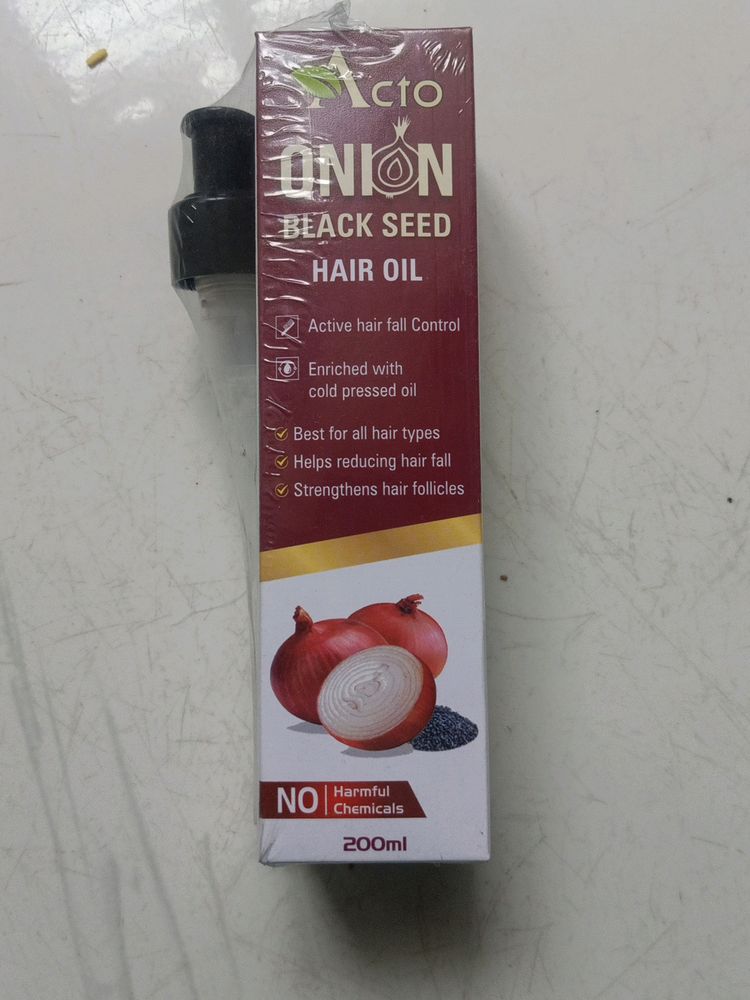 Acto
ONION
BLACK SEED
HAIR OIL
Active hair fall Control
Enriched with
cold pressed oil
Best for all hair types
Helps reducing hair fall
Strengthens hair follicles
NO Harmful
Chemicals
200ml